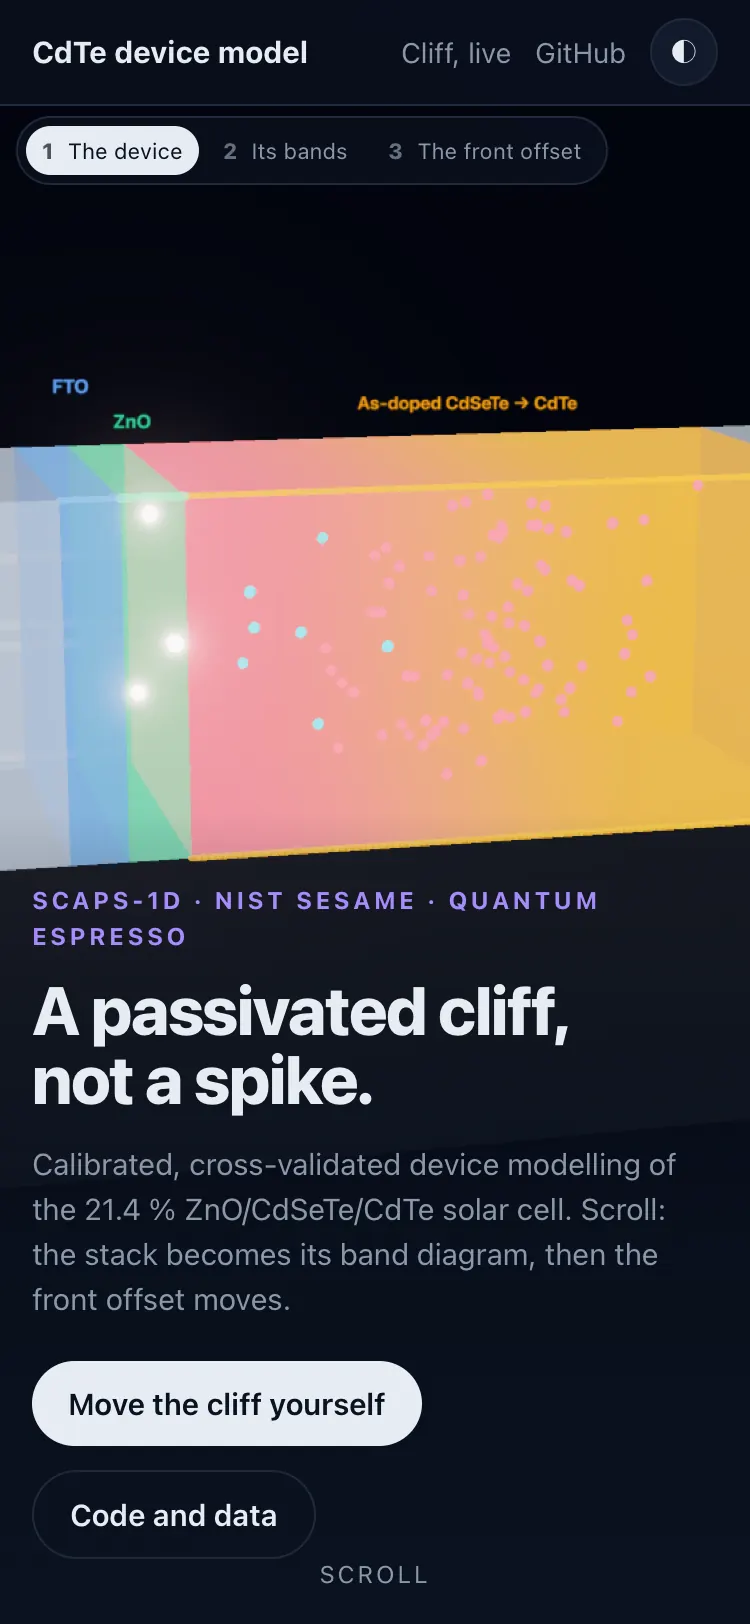 CdTe device model
Cliff, live
GitHub
1 The device
2 Its bands
3 The front offset
FTO
ZnO
As-doped CdSeTe → CdTe
SCAPS-1D · NIST SESAME · QUANTUM
ESPRESSO
A passivated cliff,
not a spike.
Calibrated, cross-validated device modelling of
the 21.4 % ZnO/CdSeTe/CdTe solar cell. Scroll:
the stack becomes its band diagram, then the
front offset moves.
Move the cliff yourself
Code and data
SCROLL